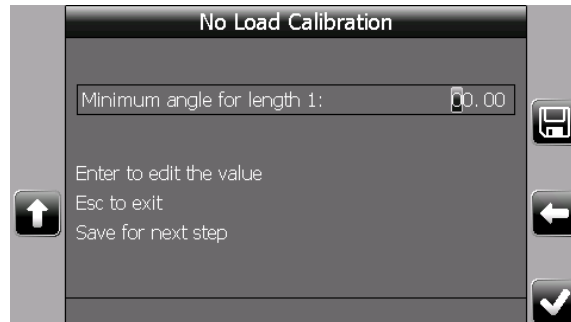 No Load Calibration
Minimum angle for length 1: 00.00
Enter to edit the value
Esc to exit
Save for next step